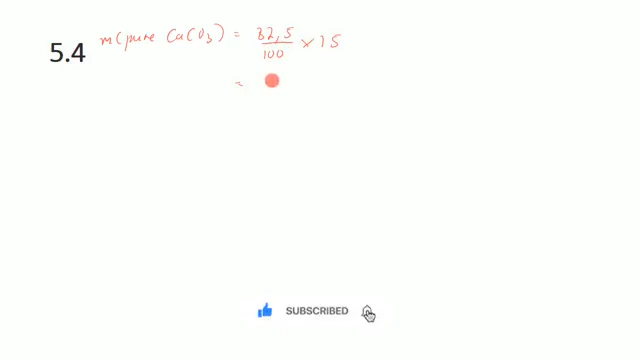 5.4 m(pure CaCO₃) = 82,5/100 × 15
=
SUBSCRIBED